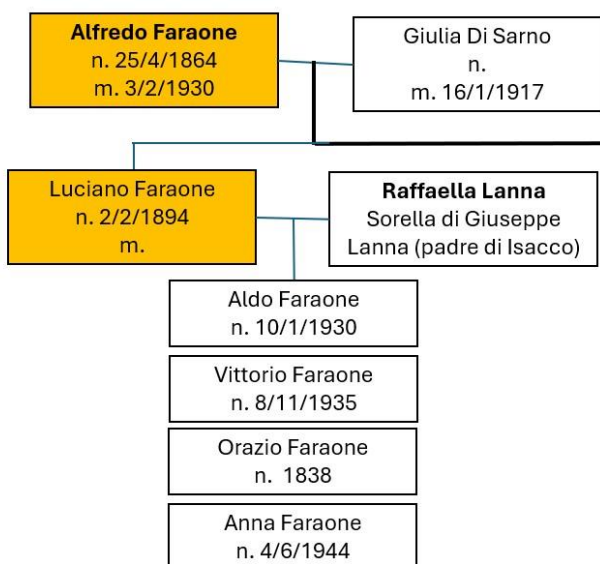 Alfredo Faraone
n. 25/4/1864
m. 3/2/1930
Giulia Di Sarno
n.
m. 16/1/1917
Luciano Faraone
n. 2/2/1894
m.
Raffaella Lanna
Sorella di Giuseppe
Lanna (padre di Isacco)
Aldo Faraone
n. 10/1/1930
Vittorio Faraone
n. 8/11/1935
Orazio Faraone
n. 1838
Anna Faraone
n. 4/6/1944